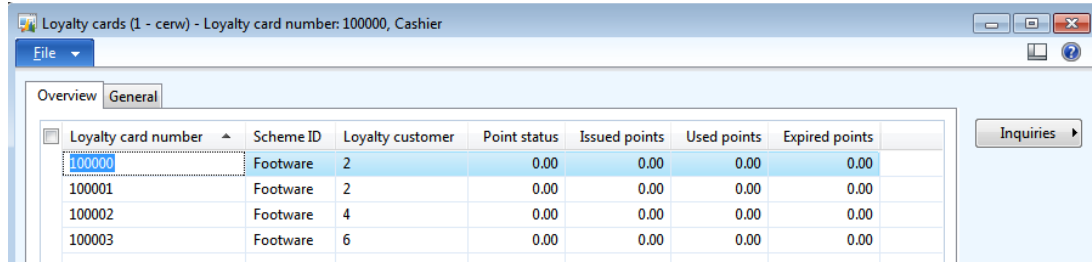 Loyalty cards (1 - cerw) - Loyalty card number: 100000, Cashier
File
Overview General
Loyalty card number Scheme ID Loyalty customer Point status Issued points Used points Expired points Inquiries
100000 Footware 2 0.00 0.00 0.00 0.00
100001 Footware 2 0.00 0.00 0.00 0.00
100002 Footware 4 0.00 0.00 0.00 0.00
100003 Footware 6 0.00 0.00 0.00 0.00